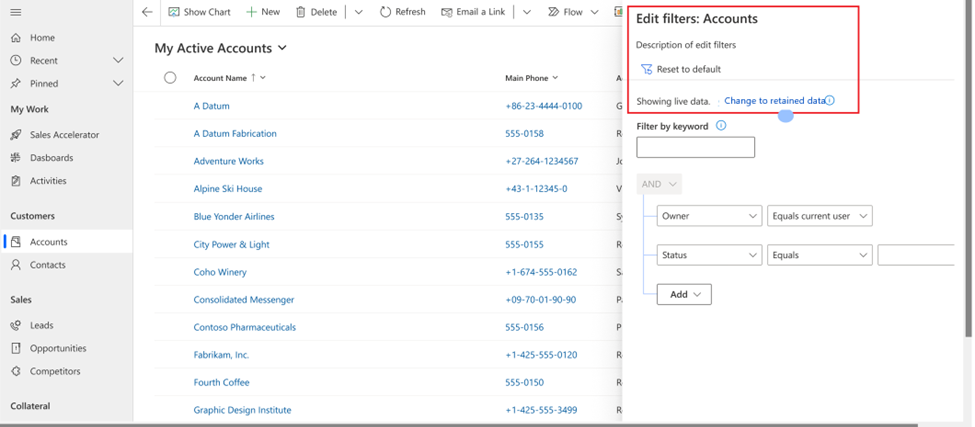 Show Chart
New
Delete
Refresh
Email a Link
Flow
Home
Recent
Pinned
My Work
Sales Accelerator
Dasboards
Activities
Customers
Accounts
Contacts
Sales
Leads
Opportunities
Competitors
Collateral
My Active Accounts
Account Name ↑ Main Phone
A Datum +86-23-4444-0100
A Datum Fabrication 555-0158
Adventure Works +27-264-1234567
Alpine Ski House +43-1-12345-0
Blue Yonder Airlines 555-0135
City Power & Light 555-0155
Coho Winery +1-674-555-0162
Consolidated Messenger +09-70-01-90-90
Contoso Pharmaceuticals 555-0156
Fabrikam, Inc. +1-425-555-0120
Fourth Coffee 555-0150
Graphic Design Institute +1-425-555-3499
Edit filters: Accounts
Description of edit filters
Reset to default
Showing live data. Change to retained data
Filter by keyword
AND
Owner Equals current user
Status Equals
Add